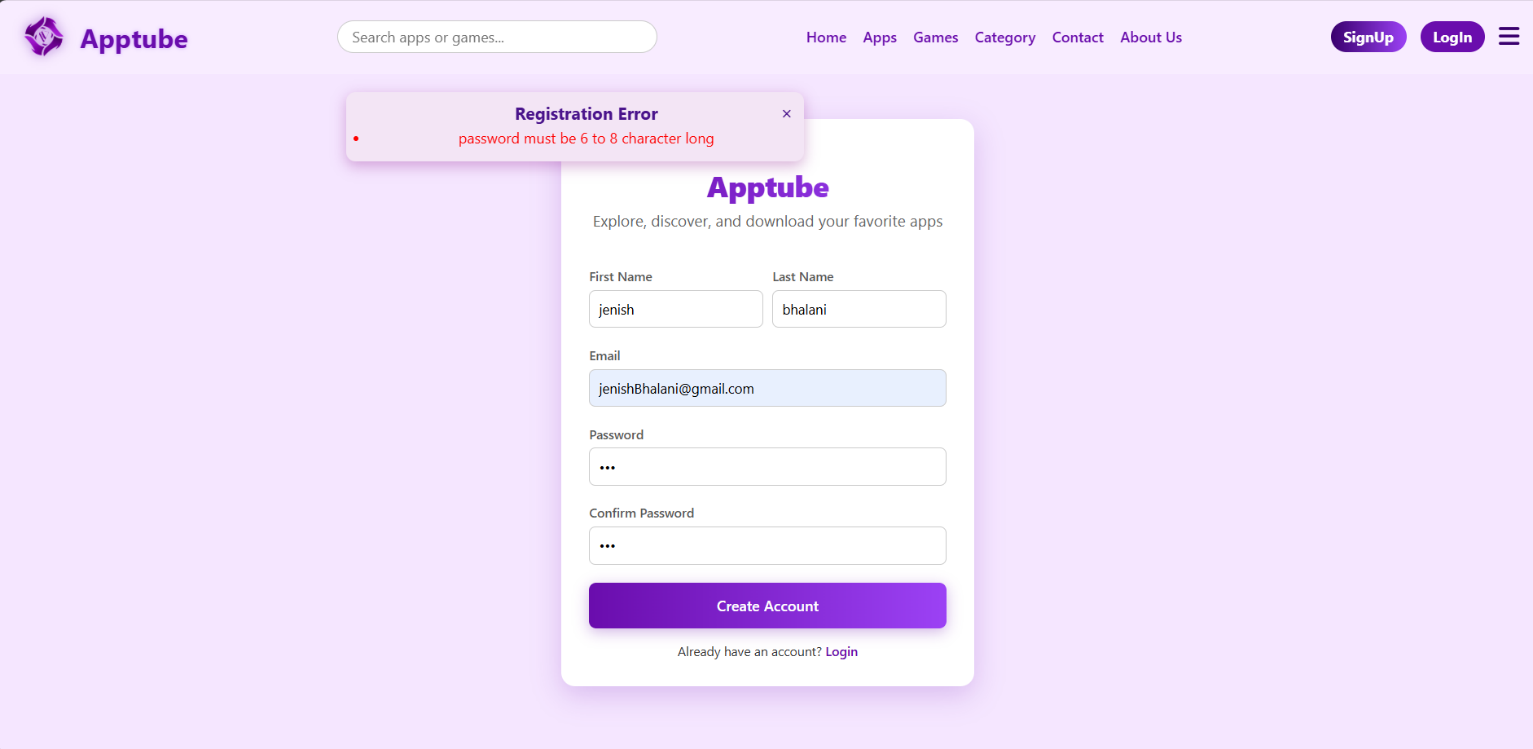 Apptube
Search apps or games...
Home Apps Games Category Contact About Us
SignUp
LogIn
Registration Error
×
• password must be 6 to 8 character long
Apptube
Explore, discover, and download your favorite apps
First Name Last Name
jenish bhalani
Email
jenishBhalani@gmail.com
Password
•••
Confirm Password
•••
Create Account
Already have an account? Login